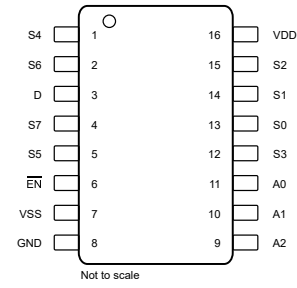 S4 1 16 VDD
S6 2 15 S2
D 3 14 S1
S7 4 13 S0
S5 5 12 S3
EN 6 11 A0
VSS 7 10 A1
GND 8 9 A2
Not to scale